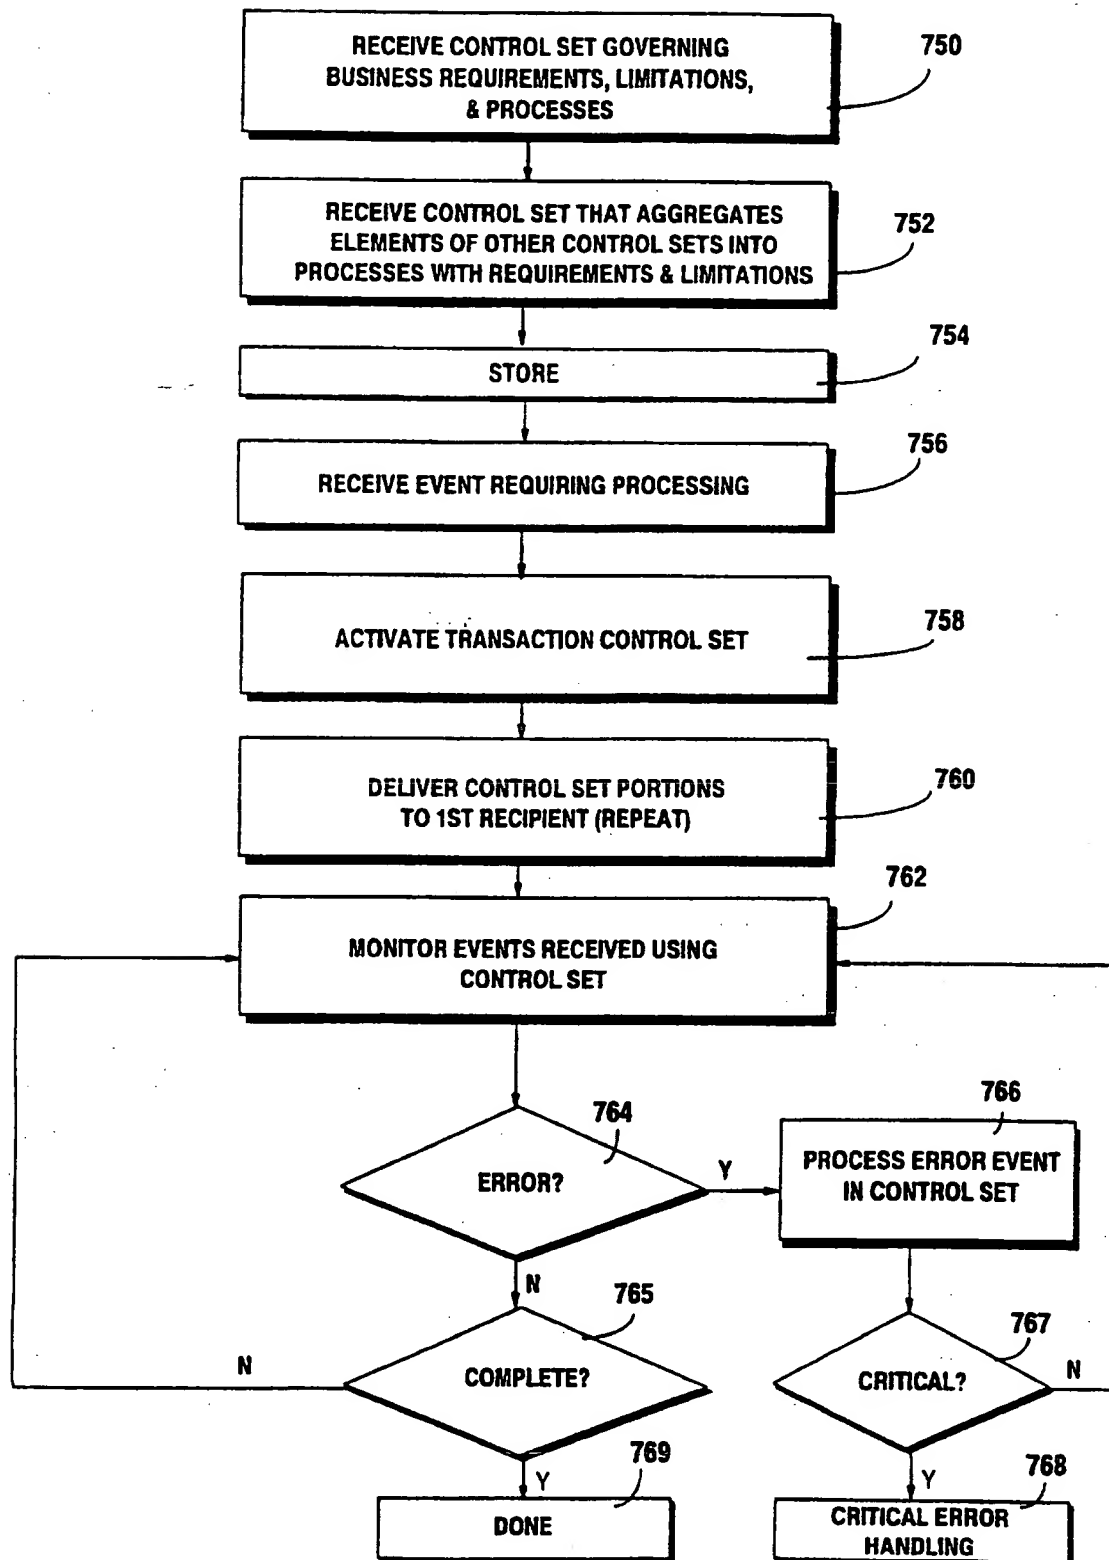 RECEIVE CONTROL SET GOVERNING
BUSINESS REQUIREMENTS, LIMITATIONS,
& PROCESSES
750
RECEIVE CONTROL SET THAT AGGREGATES
ELEMENTS OF OTHER CONTROL SETS INTO
PROCESSES WITH REQUIREMENTS & LIMITATIONS
752
STORE
754
RECEIVE EVENT REQUIRING PROCESSING
756
ACTIVATE TRANSACTION CONTROL SET
758
DELIVER CONTROL SET PORTIONS
TO 1ST RECIPIENT (REPEAT)
760
MONITOR EVENTS RECEIVED USING
CONTROL SET
762
ERROR?
764
Y
N
PROCESS ERROR EVENT
IN CONTROL SET
766
COMPLETE?
765
N
Y
CRITICAL?
767
N
Y
DONE
769
CRITICAL ERROR
HANDLING
768